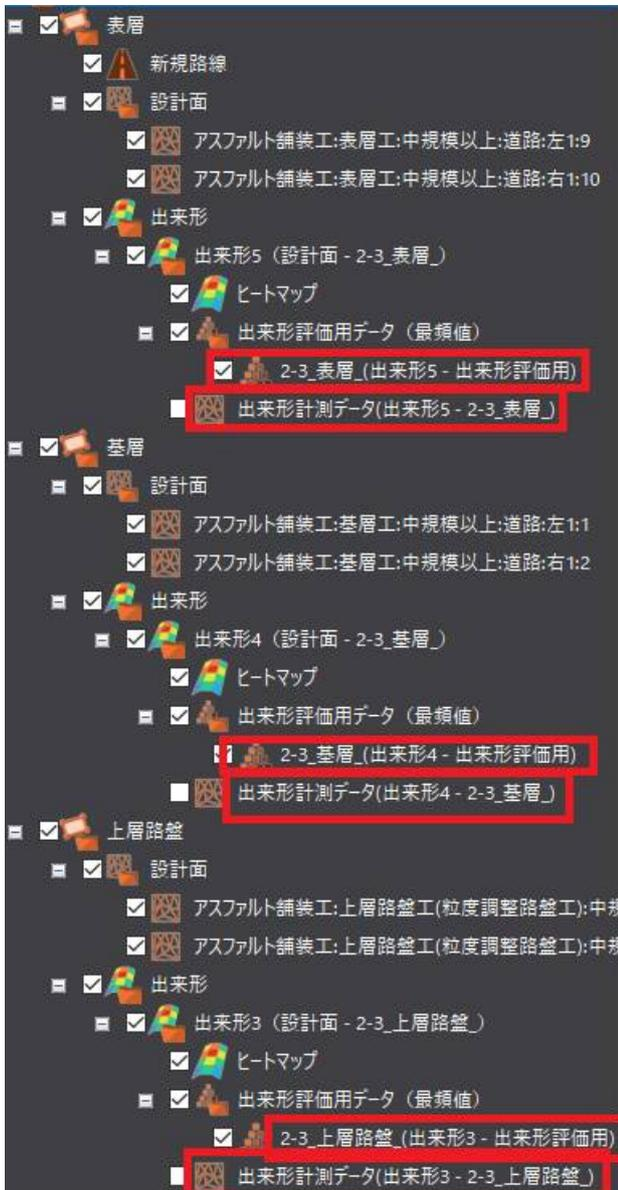 表層
新規路線
設計面
アスファルト舗装工:表層工:中規模以上:道路:左1:9
アスファルト舗装工:表層工:中規模以上:道路:右1:10
出来形
出来形5（設計面 - 2-3_表層_）
ヒートマップ
出来形評価用データ（最頻値）
2-3_表層_(出来形5 - 出来形評価用)
出来形計測データ(出来形5 - 2-3_表層_)
基層
設計面
アスファルト舗装工:基層工:中規模以上:道路:左1:1
アスファルト舗装工:基層工:中規模以上:道路:右1:2
出来形
出来形4（設計面 - 2-3_基層_）
ヒートマップ
出来形評価用データ（最頻値）
2-3_基層_(出来形4 - 出来形評価用)
出来形計測データ(出来形4 - 2-3_基層_)
上層路盤
設計面
アスファルト舗装工:上層路盤工(粒度調整路盤工):中規
アスファルト舗装工:上層路盤工(粒度調整路盤工):中規
出来形
出来形3（設計面 - 2-3_上層路盤_）
ヒートマップ
出来形評価用データ（最頻値）
2-3_上層路盤_(出来形3 - 出来形評価用)
出来形計測データ(出来形3 - 2-3_上層路盤_)